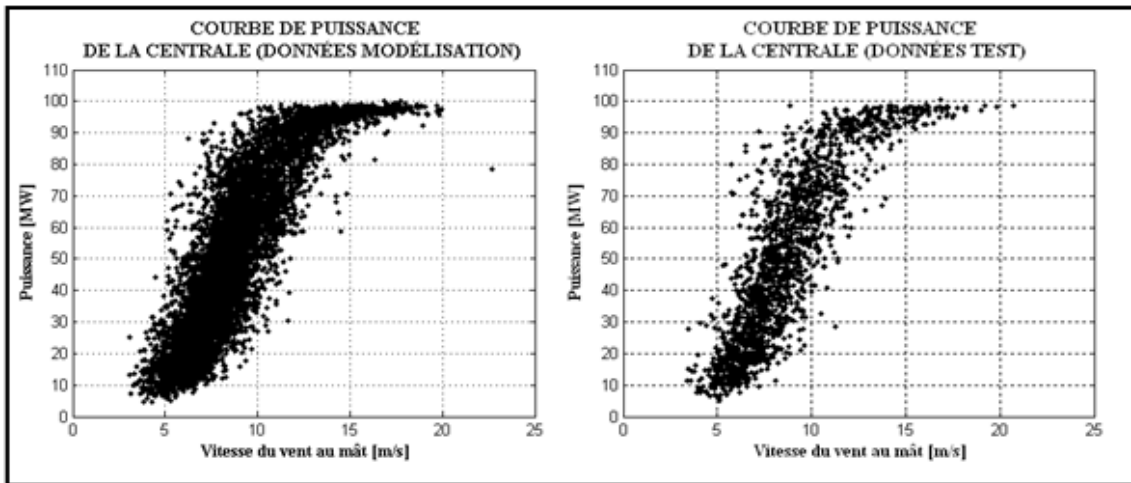 COURBE DE PUISSANCE
DE LA CENTRALE (DONNÉES MODÉLISATION)
110
100
90
80
70
60
50
40
30
20
10
0
Puissance [MW]
0 5 10 15 20 25
Vitesse du vent au mât [m/s]
COURBE DE PUISSANCE
DE LA CENTRALE (DONNÉES TEST)
110
100
90
80
70
60
50
40
30
20
10
0
Puissance [MW]
0 5 10 15 20 25
Vitesse du vent au mât [m/s]